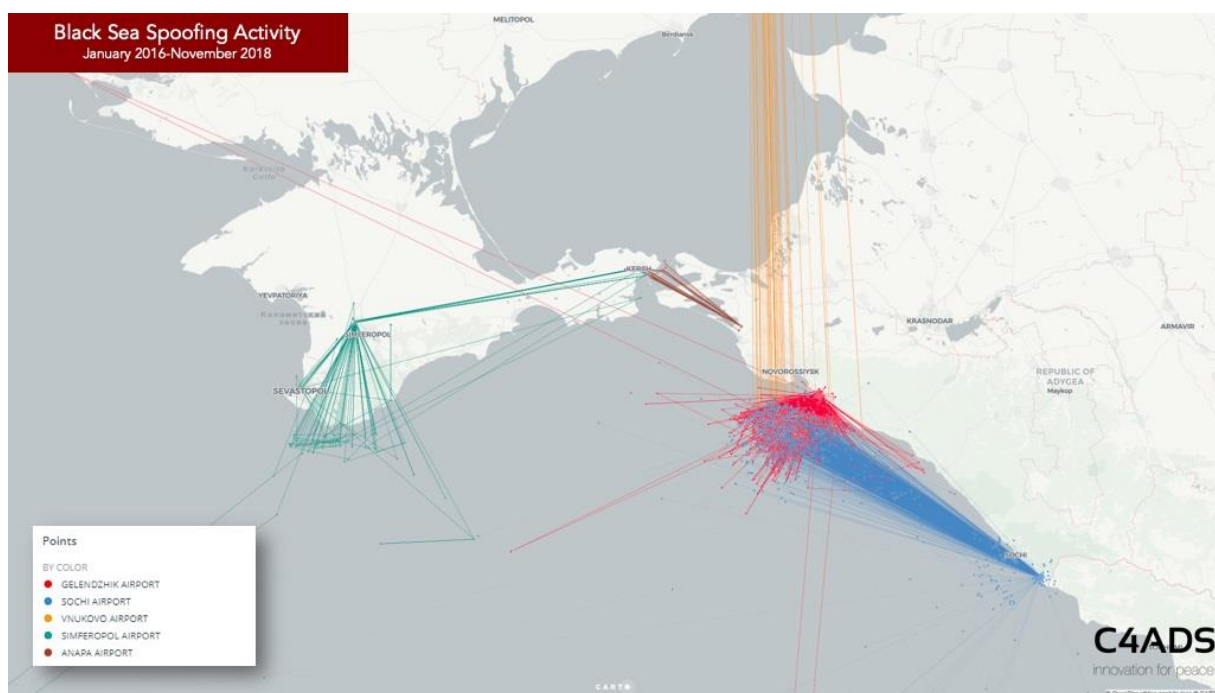 Black Sea Spoofing Activity
January 2016-November 2018
MELITOPOL
Berdiansk
KERCH
YEVPATORIYA
SIMFEROPOL
KRASNODAR
ARMAVIR
NOVOROSSIYSK
REPUBLIC OF
ADYGEA
Maykop
SEVASTOPOL
SOCHI
Points
BY COLOR
GELENDZHIK AIRPORT
SOCHI AIRPORT
VNUKOVO AIRPORT
SIMFEROPOL AIRPORT
ANAPA AIRPORT
C4ADS
innovation for peace
CARTO